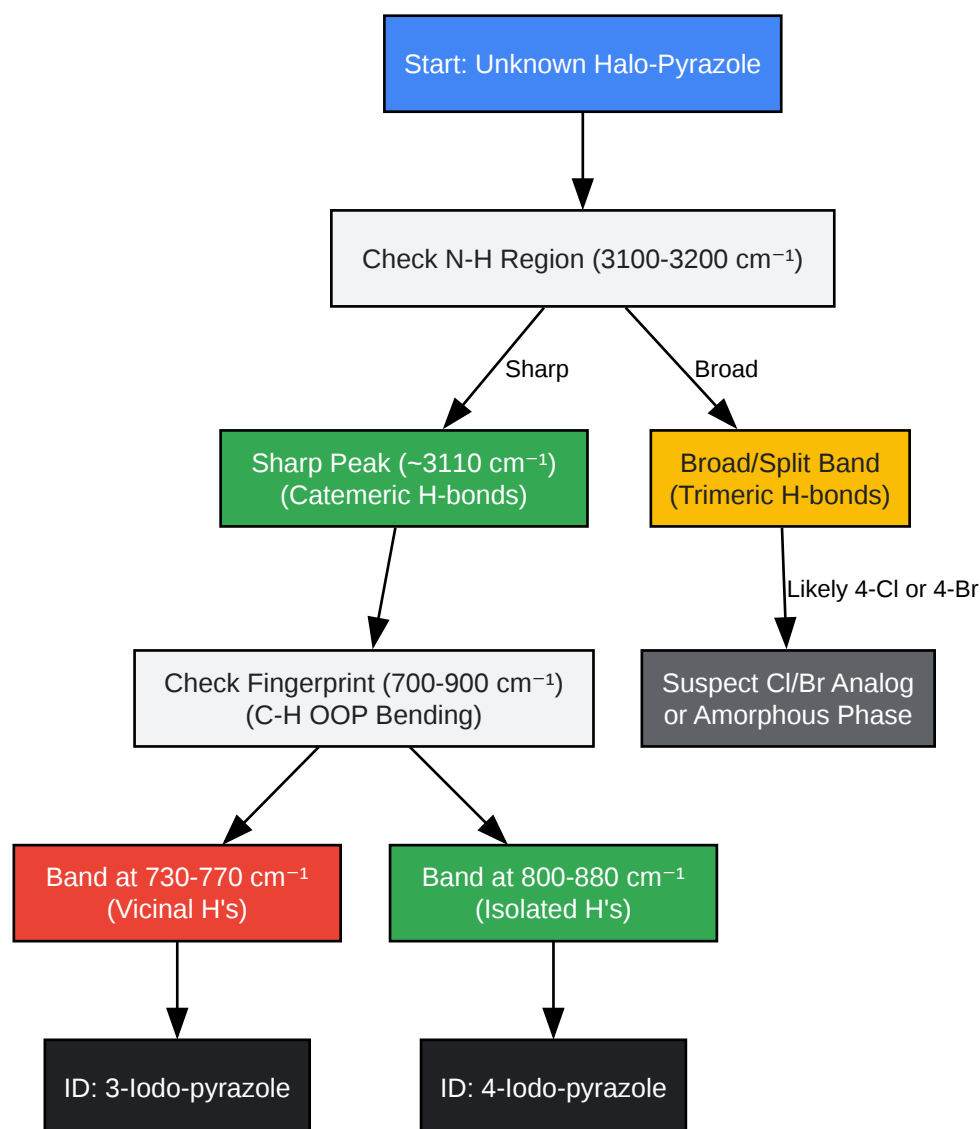 Start: Unknown Halo-Pyrazole
Check N-H Region (3100-3200 cm⁻¹)
Sharp
Broad
Sharp Peak (~3110 cm⁻¹)
(Catemeric H-bonds)
Broad/Split Band
(Trimeric H-bonds)
Likely 4-Cl or 4-Br
Check Fingerprint (700-900 cm⁻¹)
(C-H OOP Bending)
Suspect Cl/Br Analog
or Amorphous Phase
Band at 730-770 cm⁻¹
(Vicinal H's)
Band at 800-880 cm⁻¹
(Isolated H's)
ID: 3-Iodo-pyrazole
ID: 4-Iodo-pyrazole